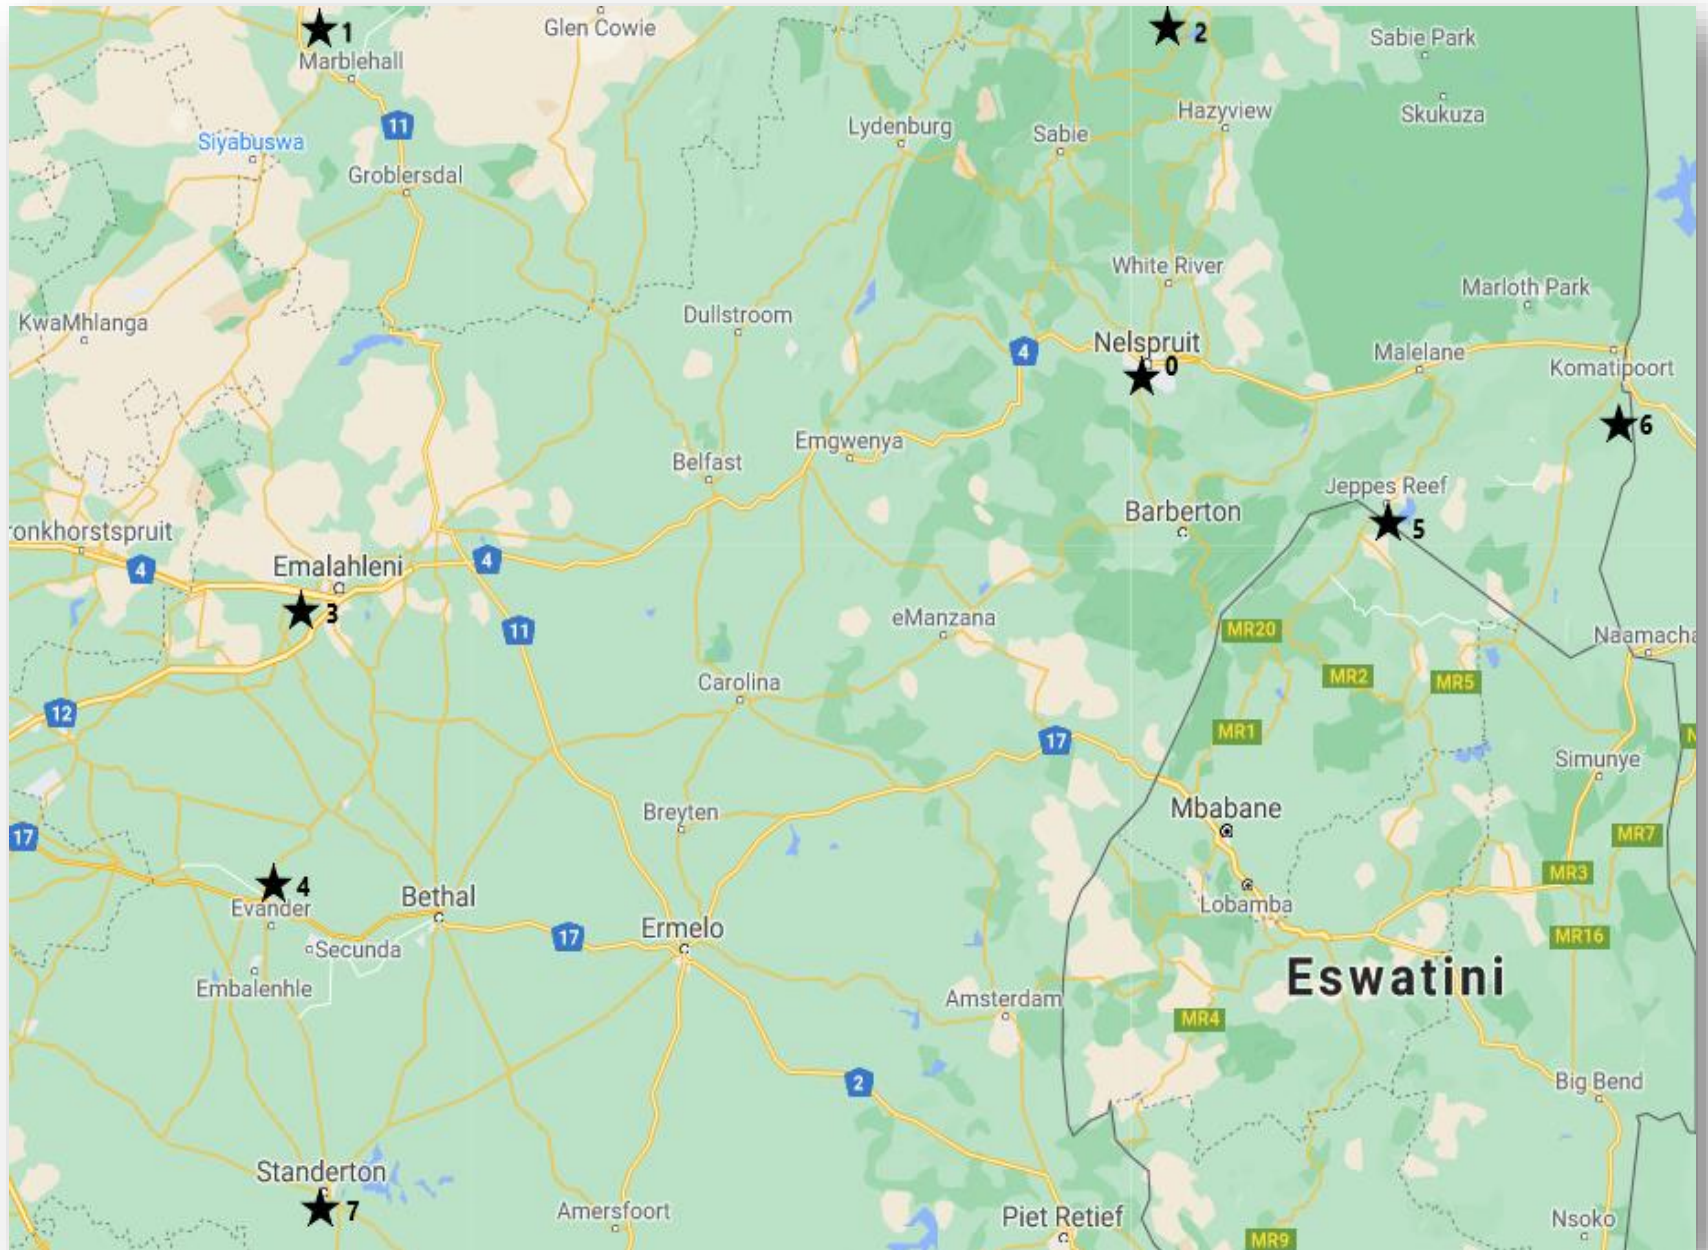 1
Glen Cowie
2
Sabie Park
Marblehall
Skukuza
Hazyview
11
Lydenburg
Sabie
Siyabuswa
Groblersdal
White River
Marloth Park
Dullstroom
KwaMhlanga
Nelspruit
4
0
Malelane
Komatipoort
6
Emgwenya
Belfast
Jeppes Reef
Barberton
5
ronkhorstspruit
4
Emalahleni
4
3
11
eManzana
MR20
Naamacha
MR2
MR5
Carolina
12
17
MR1
N
Simunye
Breyten
Mbabane
17
MR7
MR3
4
Evander
Bethal
Lobamba
Ermelo
17
MR16
Secunda
Eswatini
Embalenhle
Amsterdam
MR4
2
Big Bend
Standerton
7
Amersfoort
Piet Retief
Nsoko
MR9